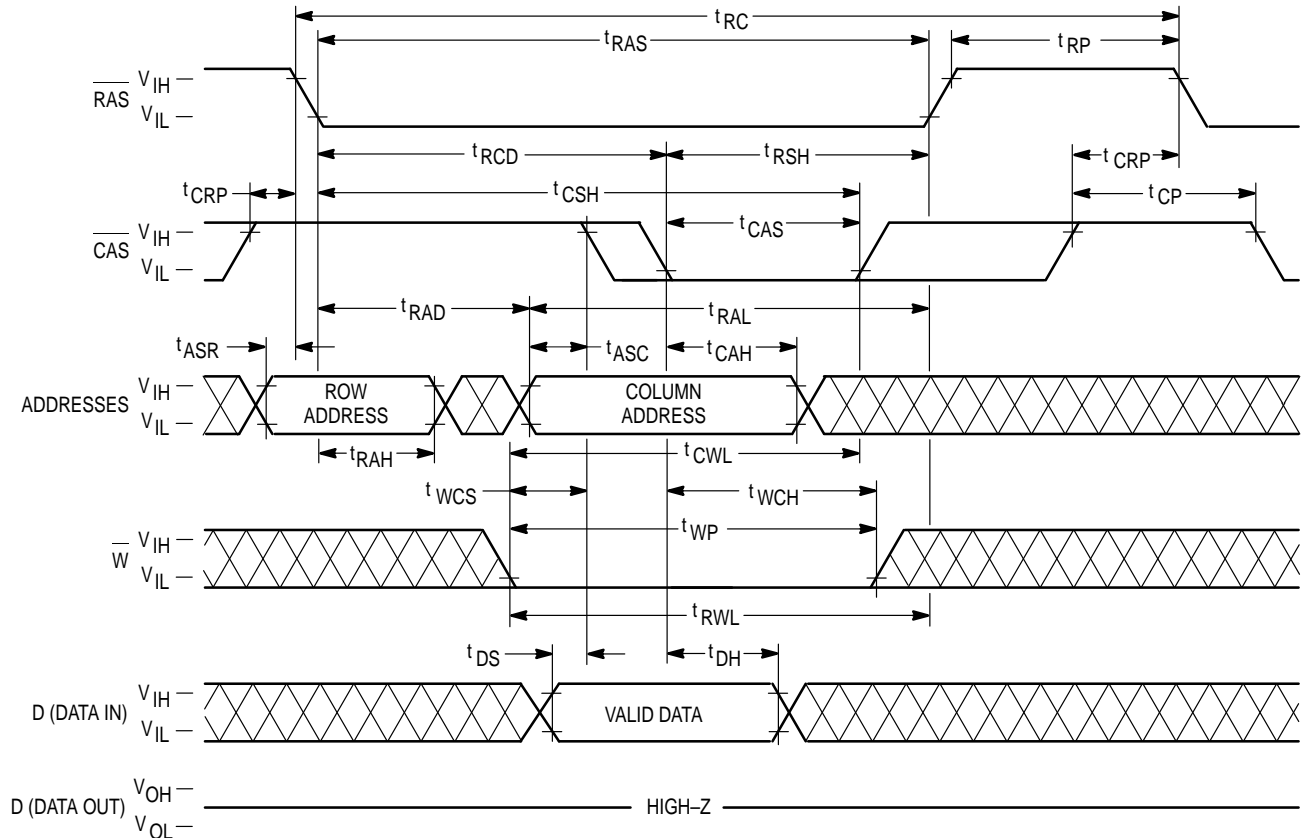 tRC
tRAS
tRP
RAS
VIH
VIL
tRCD
tRSH
tCRP
tCRP
tCSH
tCP
CAS
VIH
VIL
tCAS
tRAD
tRAL
tASR
tASC
tCAH
ADDRESSES
VIH
VIL
ROW
ADDRESS
COLUMN
ADDRESS
tRAH
tCWL
tWCS
tWCH
tWP
W
VIH
VIL
tRWL
tDS
tDH
D (DATA IN)
VIH
VIL
VALID DATA
D (DATA OUT)
VOH
VOL
HIGH–Z